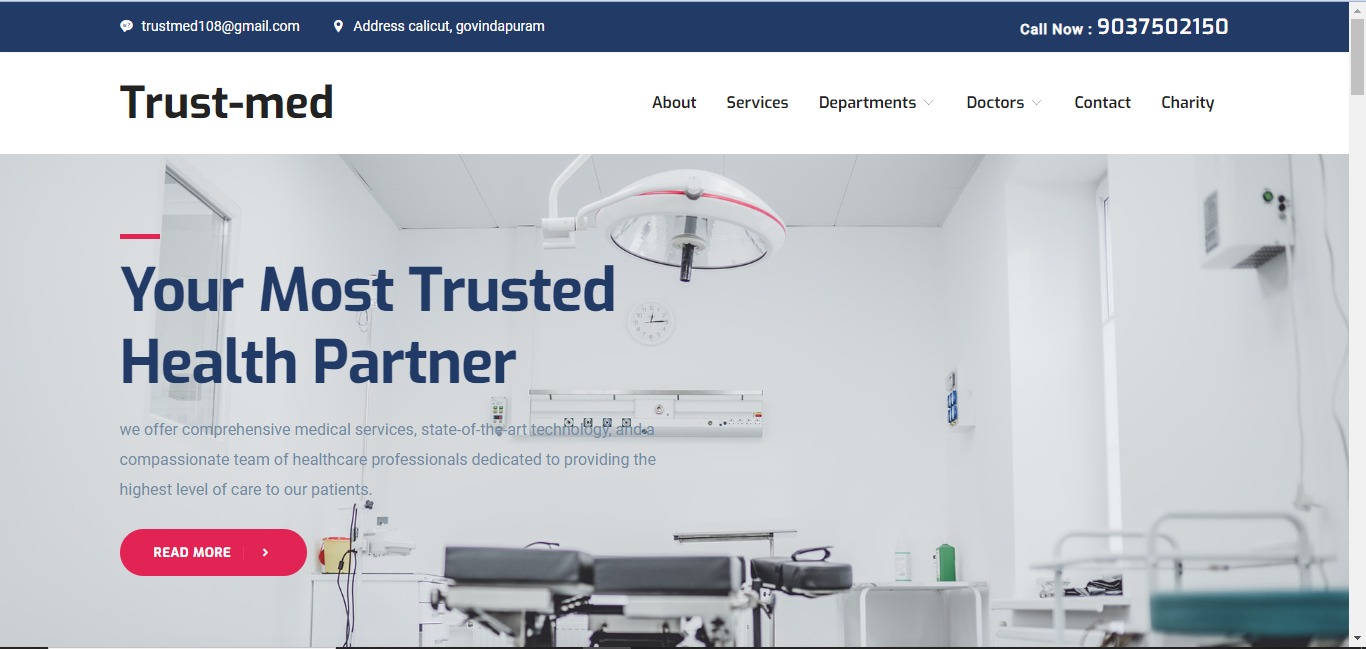 trustmed108@gmail.com Address calicut, govindapuram Call Now : 9037502150
Trust-med About Services Departments Doctors Contact Charity
Your Most Trusted
Health Partner
we offer comprehensive medical services, state-of-the-art technology, and a
compassionate team of healthcare professionals dedicated to providing the
highest level of care to our patients.
READ MORE